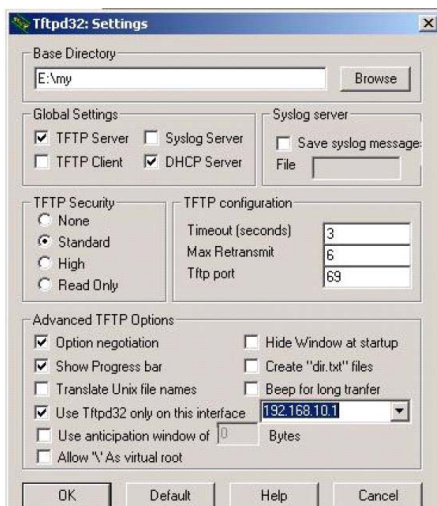 Tftpd32: Settings
Base Directory
E:\my
Browse
Global Settings
TFTP Server
Syslog Server
TFTP Client
DHCP Server
Syslog server
Save syslog message
File
TFTP Security
None
Standard
High
Read Only
TFTP configuration
Timeout (seconds)
3
Max Retransmit
6
Tftp port
69
Advanced TFTP Options
Option negotiation
Hide Window at startup
Show Progress bar
Create "dir.txt" files
Translate Unix file names
Beep for long tranfer
Use Tftpd32 only on this interface
192.168.10.1
Use anticipation window of
0
Bytes
Allow '\' As virtual root
OK
Default
Help
Cancel